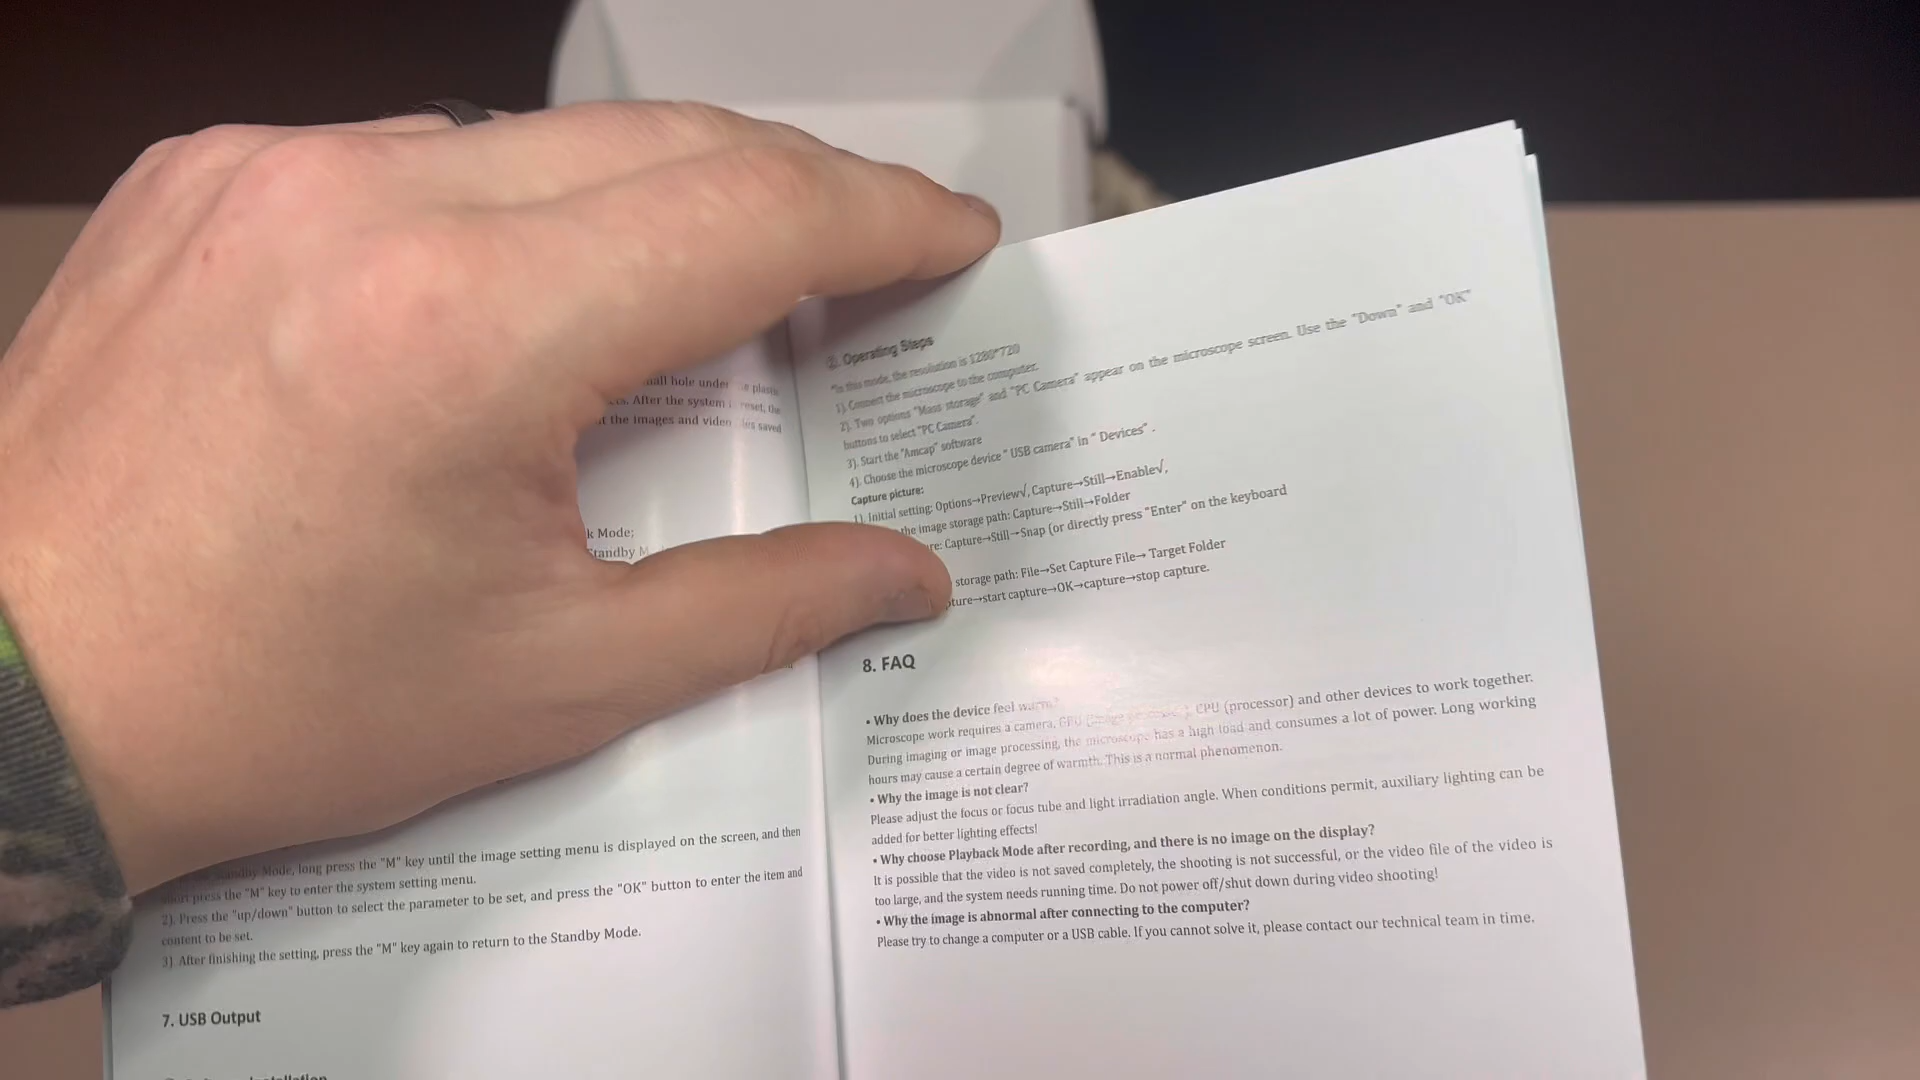 all hole under
After the system
the images and video
saved
k Mode;
Standby
Mode, long press the "M" key until the image setting menu is displayed on the screen, and then
short press the "M" key to enter the system setting menu.
2). Press the "up/down" button to select the parameter to be set, and press the "OK" button to enter the item and
content to be set.
3). After finishing the setting, press the "M" key again to return to the Standby Mode.
7. USB Output
Operating Steps
*In this mode, the resolution is 1280*720
1). Connect the microscope to the computer.
2). Two options "Mass storage" and "PC Camera" appear on the microscope screen. Use the "Down" and "OK"
buttons to select "PC Camera".
3). Start the "Amcap" software
4). Choose the microscope device " USB camera" in " Devices" .
Capture picture:
1). Initial setting: Options→Preview√, Capture→Still→Enable√,
the image storage path: Capture→Still→Folder
re: Capture→Still→Snap (or directly press "Enter" on the keyboard
storage path: File→Set Capture File→ Target Folder
pture→start capture→OK→capture→stop capture.
8. FAQ
• Why does the device feel warm?
Microscope work requires a camera, GPU (image processor), CPU (processor) and other devices to work together.
During imaging or image processing, the microscope has a high load and consumes a lot of power. Long working
hours may cause a certain degree of warmth. This is a normal phenomenon.
• Why the image is not clear?
Please adjust the focus or focus tube and light irradiation angle. When conditions permit, auxiliary lighting can be
added for better lighting effects!
• Why choose Playback Mode after recording, and there is no image on the display?
It is possible that the video is not saved completely, the shooting is not successful, or the video file of the video is
too large, and the system needs running time. Do not power off/shut down during video shooting!
• Why the image is abnormal after connecting to the computer?
Please try to change a computer or a USB cable. If you cannot solve it, please contact our technical team in time.